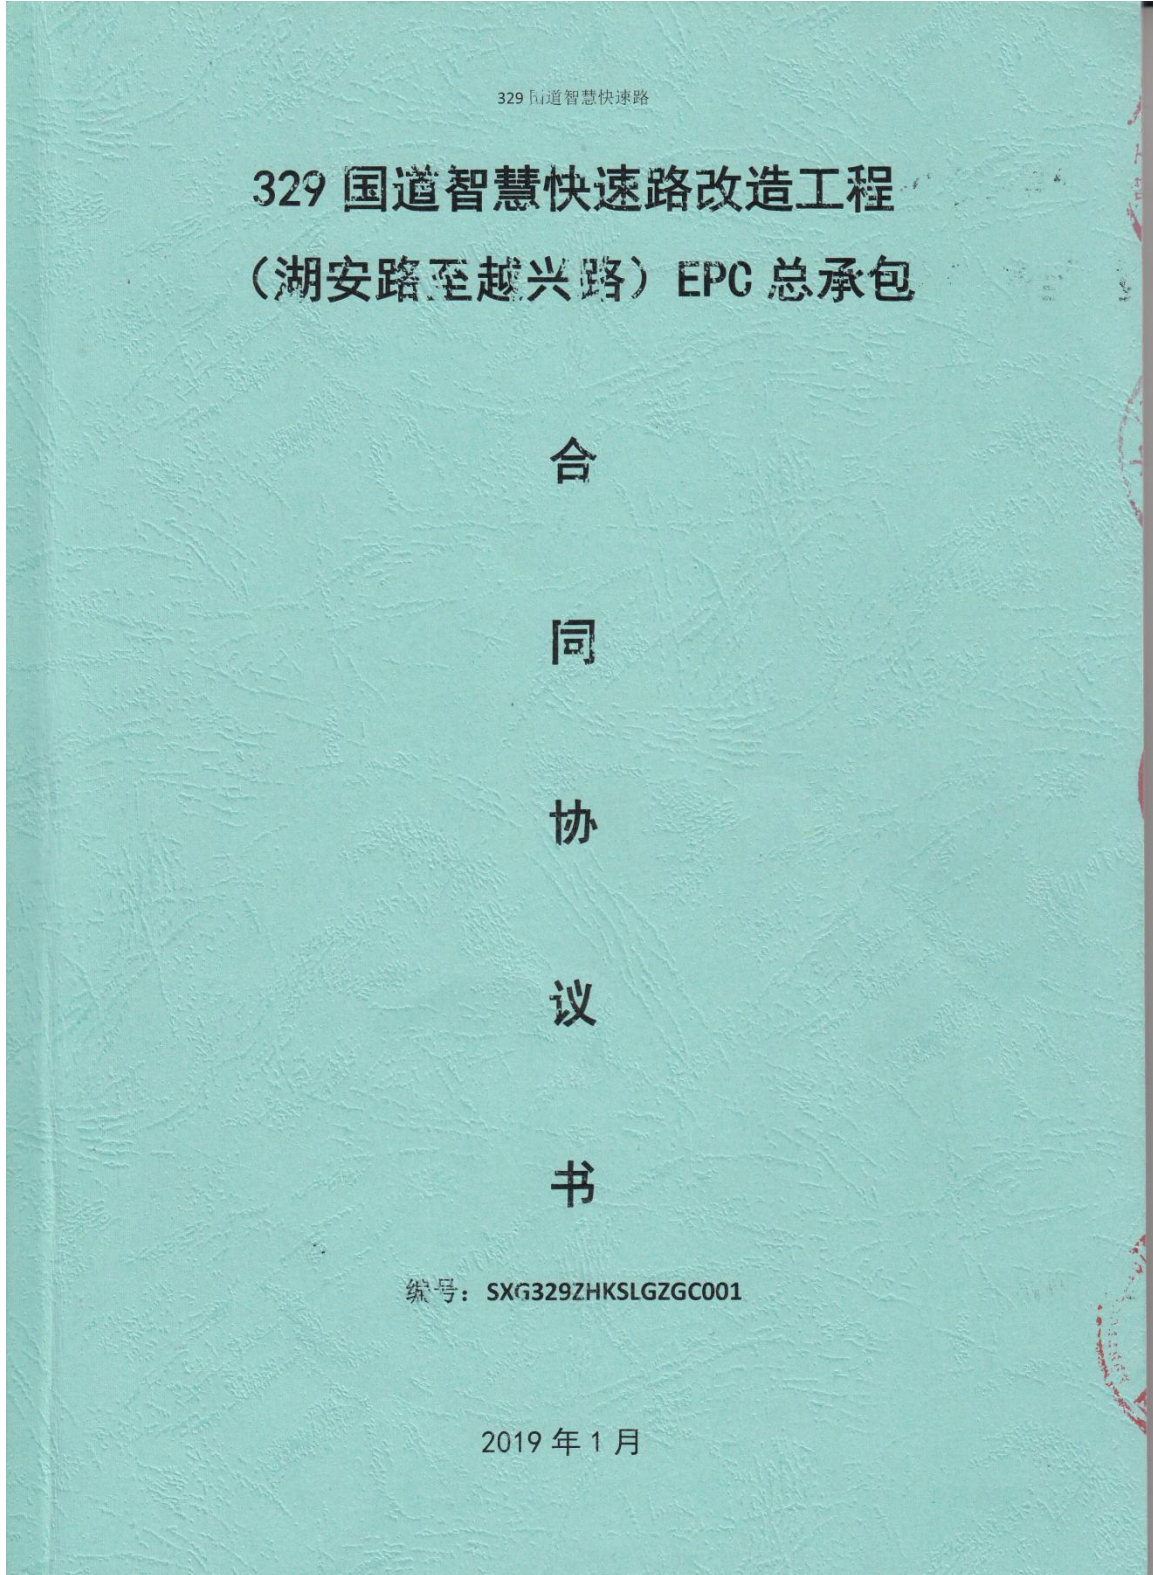 329 国道智慧快速路
329 国道智慧快速路改造工程
（湖安路至越兴路）EPC 总承包
合
同
协
议
书
编号：SXG329ZHKSLGZGC001
2019 年 1 月